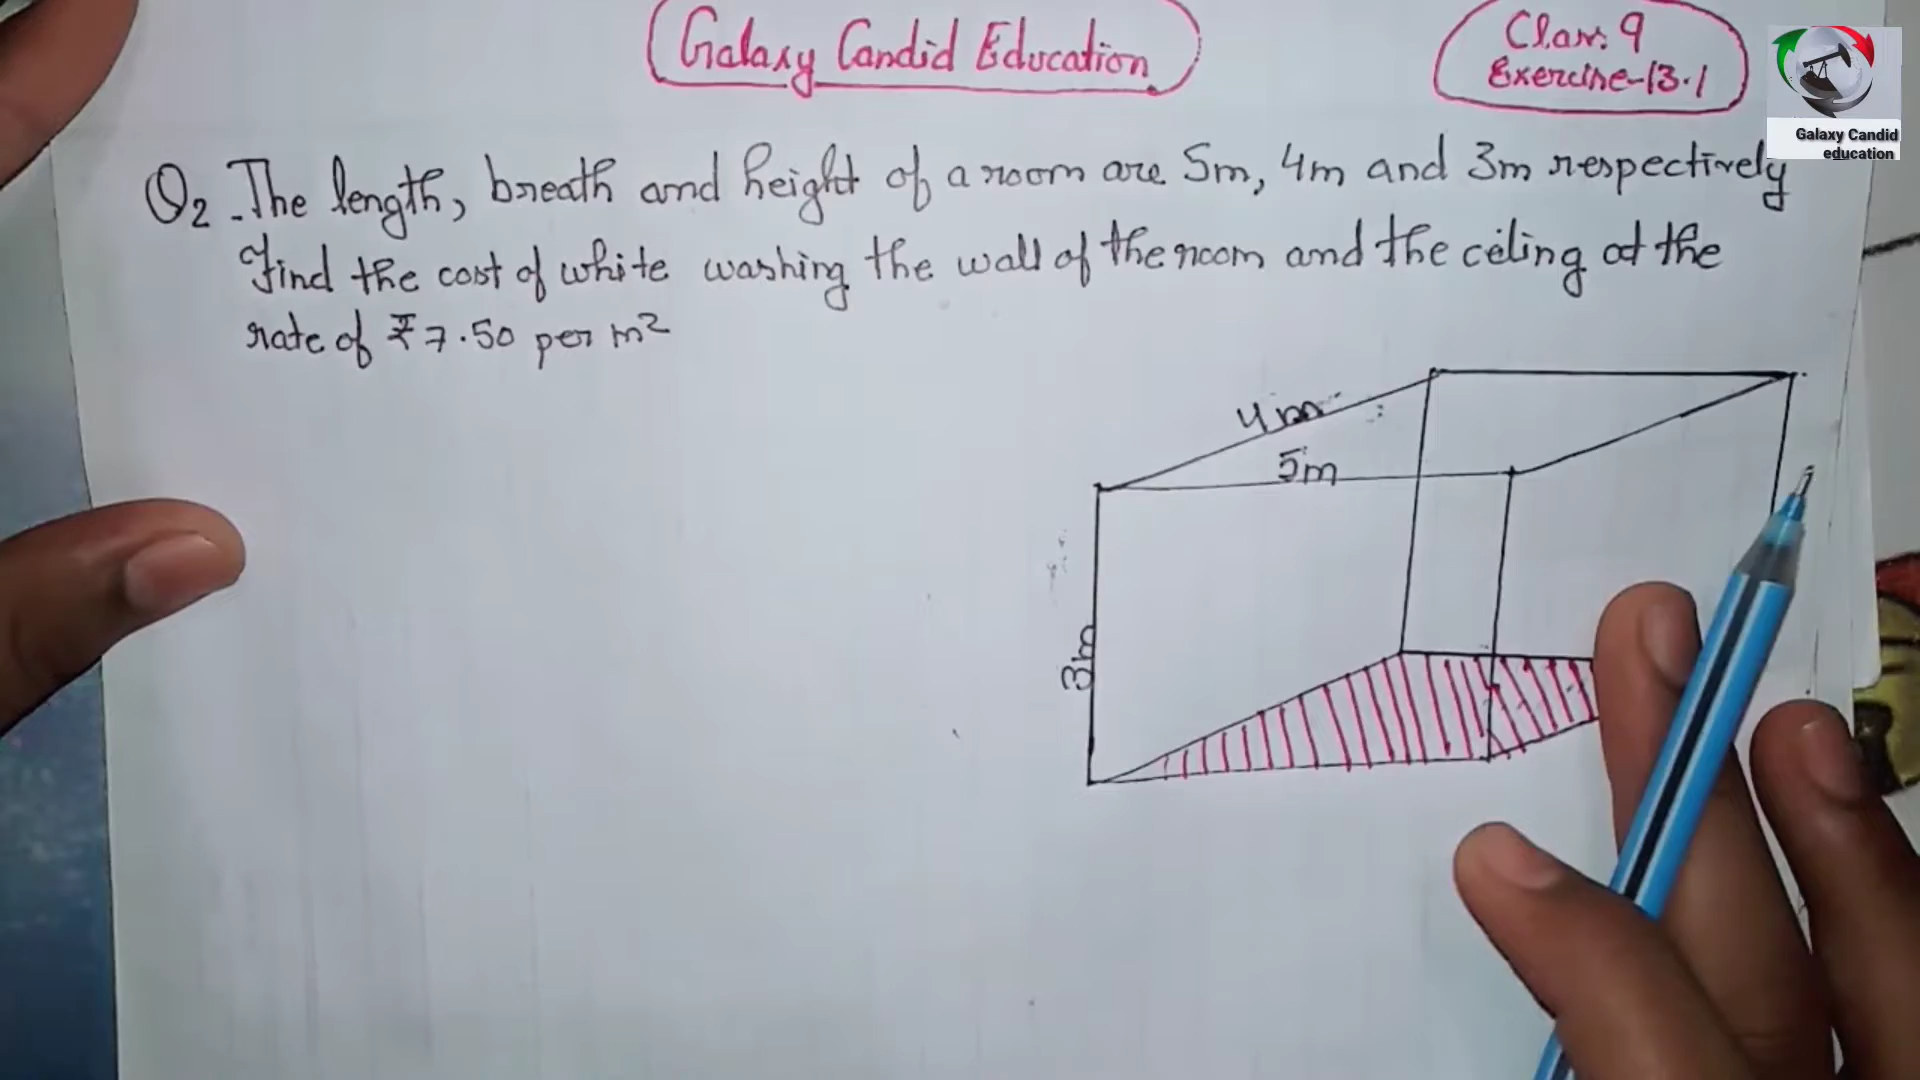 Galaxy Candid Education
Class 9
Exercise-13.1
Galaxy Candid
education
Q2. The length, breath and height of a room are 5m, 4m and 3m respectively
Find the cost of white washing the wall of the room and the celing at the
rate of ₹7.50 per m²
4m
5m
3m